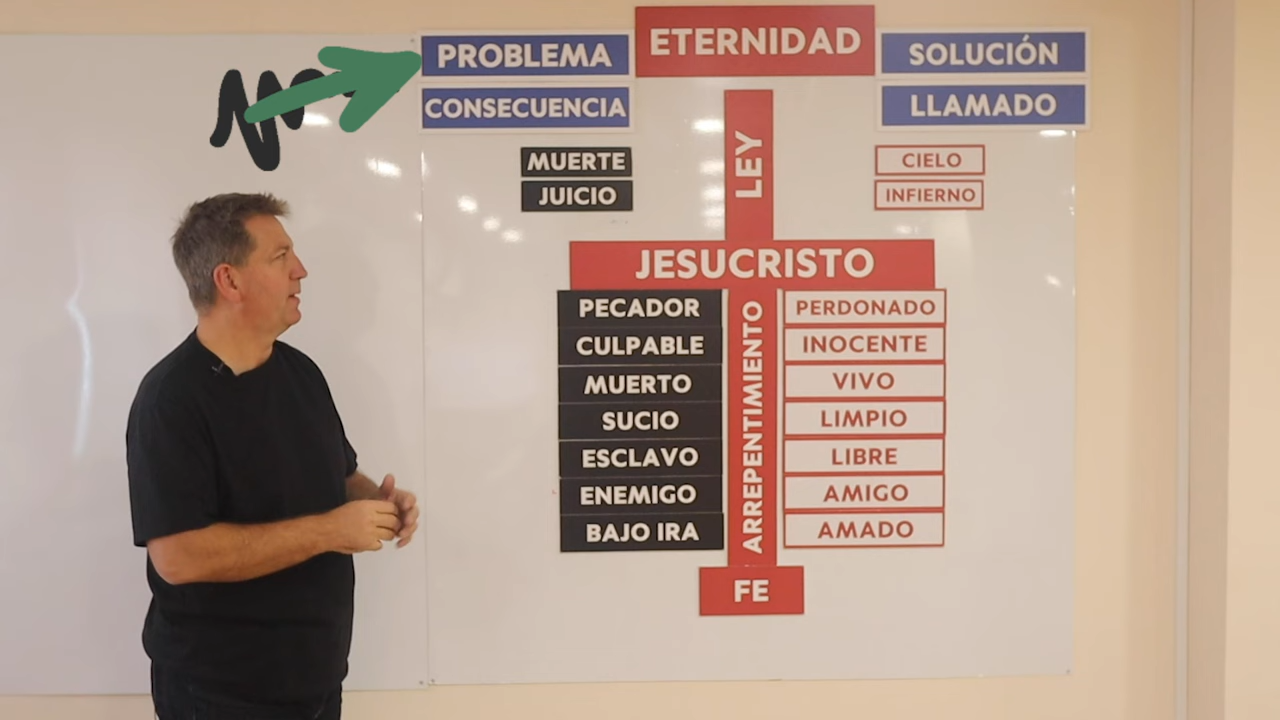 ETERNIDAD
PROBLEMA
SOLUCIÓN
CONSECUENCIA
LLAMADO
LEY
MUERTE
CIELO
JUICIO
INFIERNO
JESUCRISTO
ARREPENTIMIENTO
PECADOR
PERDONADO
CULPABLE
INOCENTE
MUERTO
VIVO
SUCIO
LIMPIO
ESCLAVO
LIBRE
ENEMIGO
AMIGO
BAJO IRA
AMADO
FE